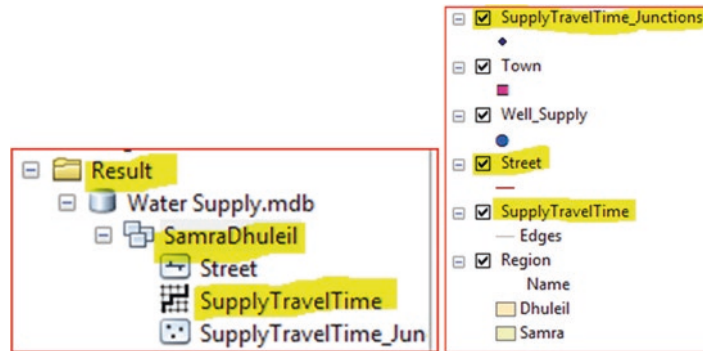 Result
Water Supply.mdb
SamraDhuleil
Street
SupplyTravelTime
SupplyTravelTime_Jun
SupplyTravelTime_Junctions
Town
Well_Supply
Street
SupplyTravelTime
Edges
Region
Name
Dhuleil
Samra